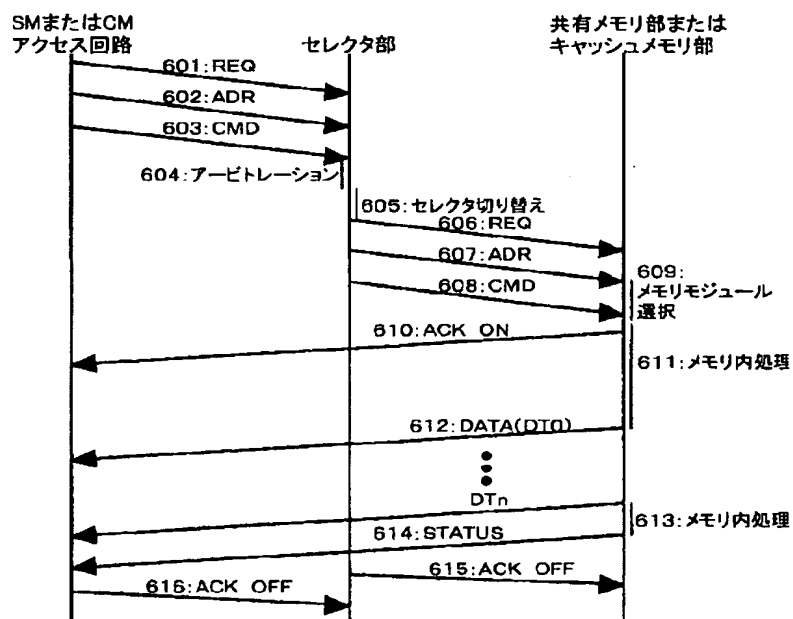 SMまたはCM
アクセス回路
セレクタ部
共有メモリ部または
キャッシュメモリ部
601:REQ
602:ADR
603:CMD
604:アービトレーション
605:セレクタ切り替え
606:REQ
607:ADR
608:CMD
609:
メモリモジュール
選択
610:ACK ON
611:メモリ内処理
612:DATA(DT0)
DTn
613:メモリ内処理
614:STATUS
615:ACK OFF
616:ACK OFF